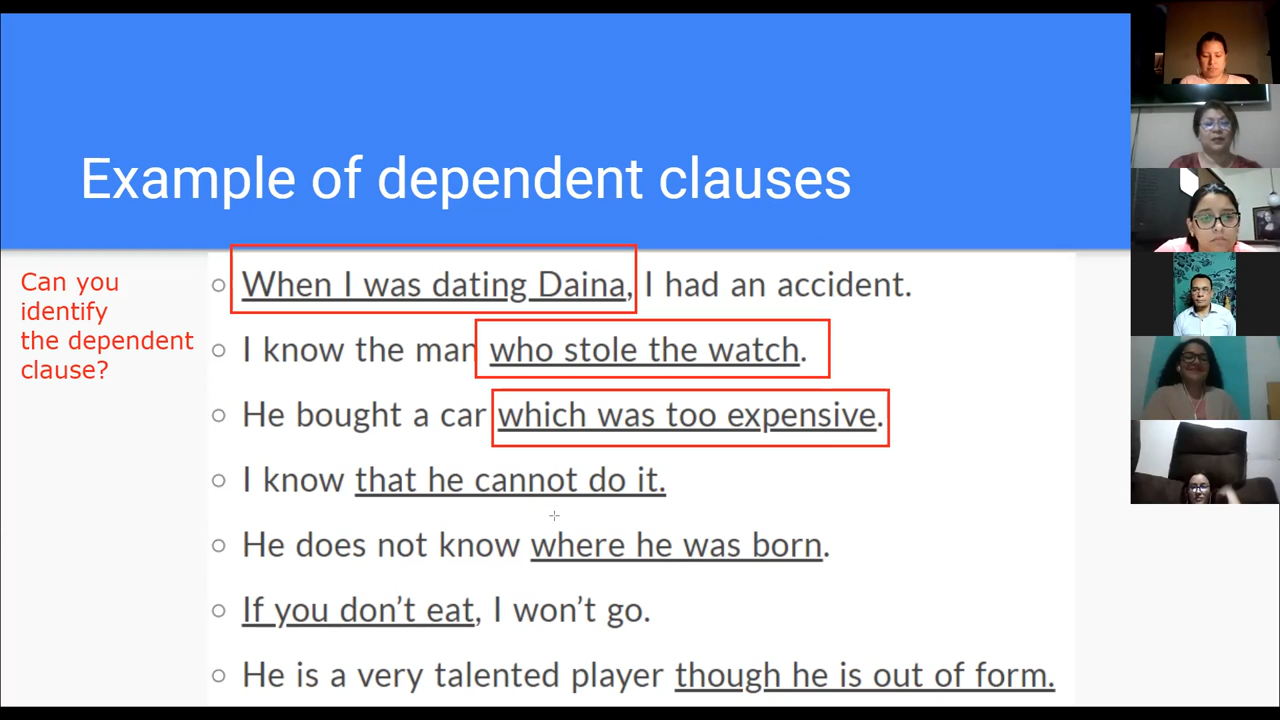 Example of dependent clauses
Can you
identify
the dependent
clause?
When I was dating Daina, I had an accident.
I know the man who stole the watch.
He bought a car which was too expensive.
I know that he cannot do it.
He does not know where he was born.
If you don’t eat, I won’t go.
He is a very talented player though he is out of form.